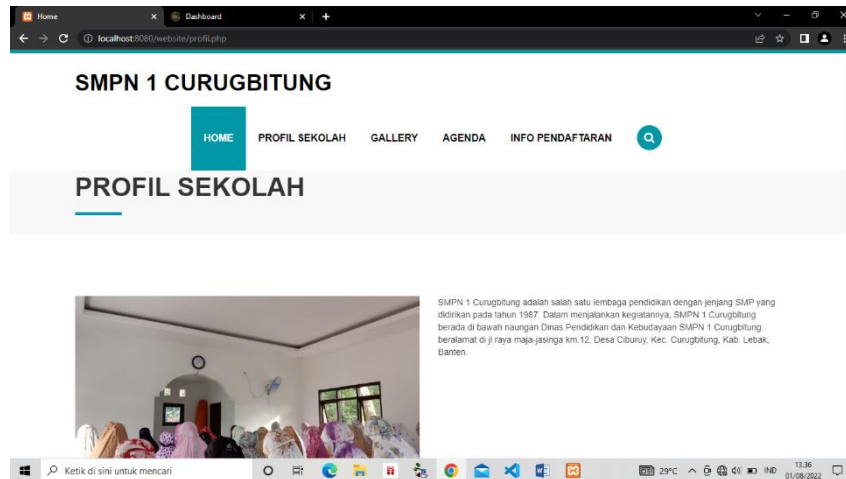 Home
Dashboard
localhost:8080/website/profil.php
SMPN 1 CURUGBITUNG
HOME PROFIL SEKOLAH GALLERY AGENDA INFO PENDAFTARAN
PROFIL SEKOLAH
SMPN 1 Curugbitung adalah salah satu lembaga pendidikan dengan jenjang SMP yang
didirikan pada tahun 1987. Dalam menjalankan kegiatannya, SMPN 1 Curugbitung
berada di bawah naungan Dinas Pendidikan dan Kebudayaan SMPN 1 Curugbitung
beralamat di jl raya maja-jasinga km.12, Desa Ciburuy, Kec. Curugbitung, Kab. Lebak,
Banten.
Ketik di sini untuk mencari
29°C
IND
13.36
01/08/2022